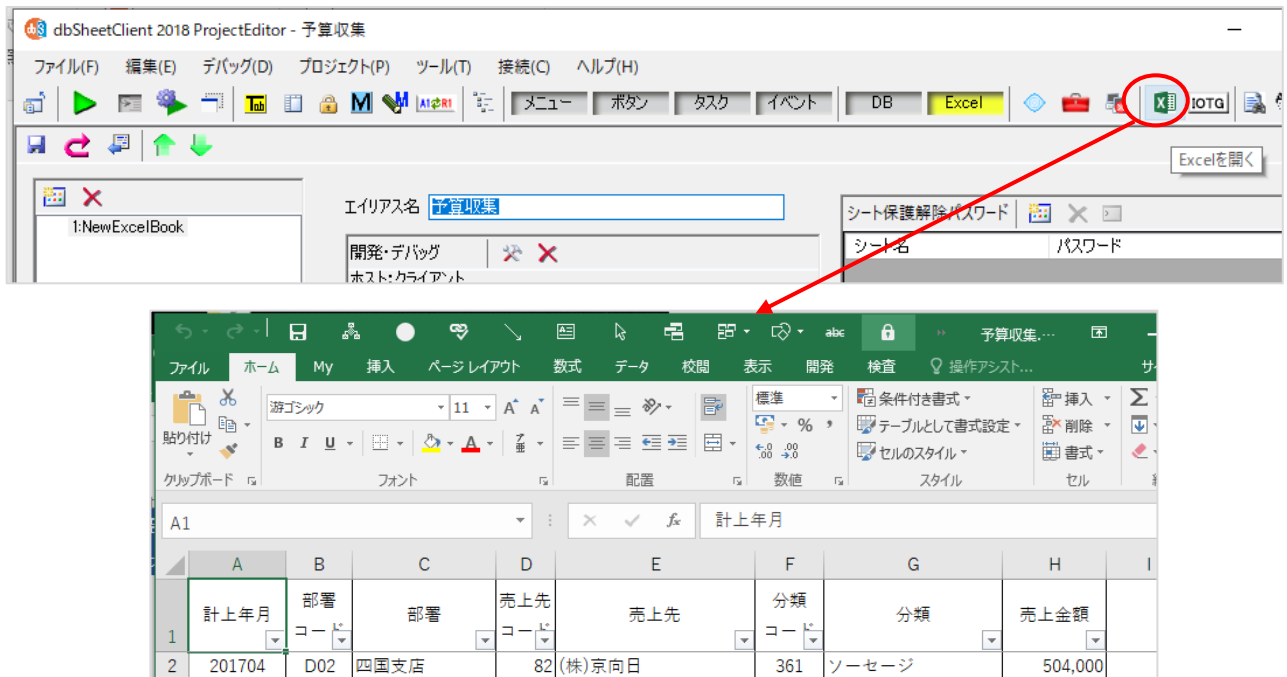 dbSheetClient 2018 ProjectEditor - 予算収集
ファイル(F) 編集(E) デバッグ(D) プロジェクト(P) ツール(T) 接続(C) ヘルプ(H)
Tab M M A1⇄R1 メニュー ボタン タスク イベント DB Excel IOTG
Excelを開く
1:NewExcelBook
エイリアス名 予算収集
開発・デバッグ
ホスト:クライアント
シート保護解除パスワード
シート名 パスワード
abc 予算収集.…
ファイル ホーム My 挿入 ページ レイアウト 数式 データ 校閲 表示 開発 検査 操作アシスト... サ
貼り付け
游ゴシック 11 A A
B I U A
標準
% ,
.00 .00
条件付き書式
テーブルとして書式設定
セルのスタイル
挿入
削除
書式
Σ
クリップボード フォント 配置 数値 スタイル セル
A1 fx 計上年月
A B C D E F G H I
1 計上年月 部署コード 部署 売上先コード 売上先 分類コード 分類 売上金額
2 201704 D02 四国支店 82 (株)京向日 361 ソーセージ 504,000